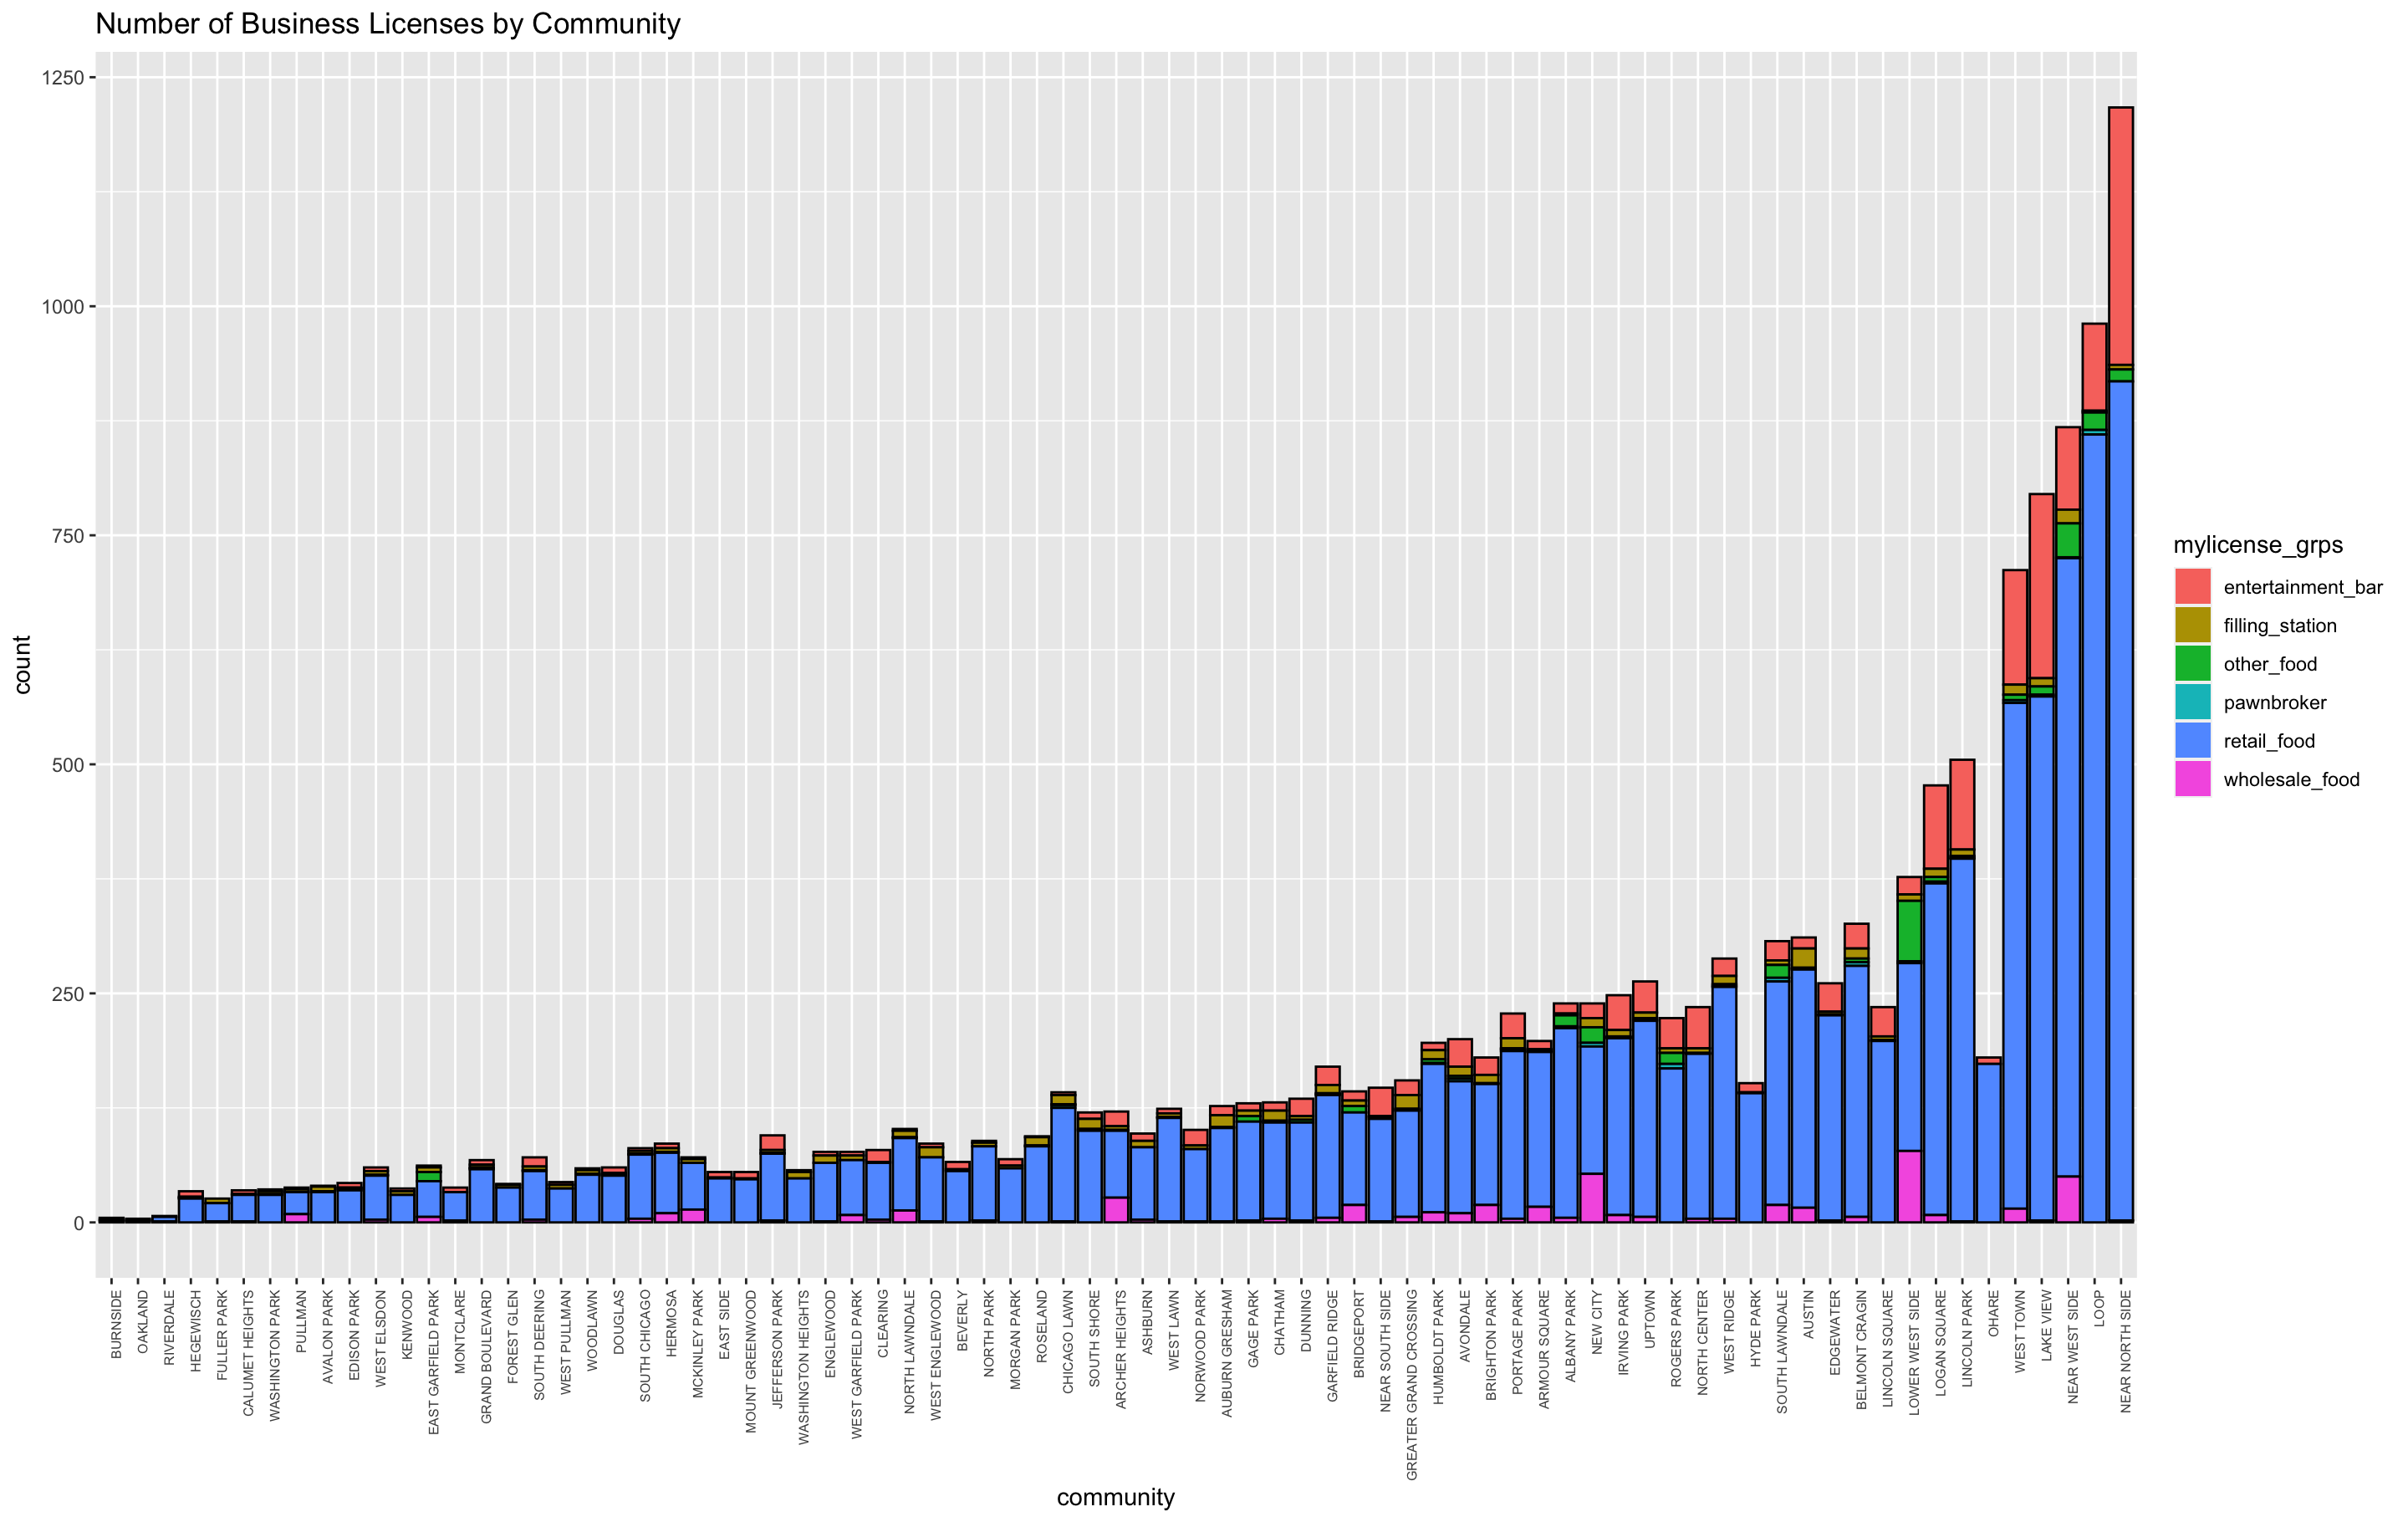 Number of Business Licenses by Community
count
1250
1000
750
500
250
0
BURNSIDE
OAKLAND
RIVERDALE
HEGEWISCH
FULLER PARK
CALUMET HEIGHTS
WASHINGTON PARK
PULLMAN
AVALON PARK
EDISON PARK
WEST ELSDON
KENWOOD
EAST GARFIELD PARK
MONTCLARE
GRAND BOULEVARD
FOREST GLEN
SOUTH DEERING
WEST PULLMAN
WOODLAWN
DOUGLAS
SOUTH CHICAGO
HERMOSA
MCKINLEY PARK
EAST SIDE
MOUNT GREENWOOD
JEFFERSON PARK
WASHINGTON HEIGHTS
ENGLEWOOD
WEST GARFIELD PARK
CLEARING
NORTH LAWNDALE
WEST ENGLEWOOD
BEVERLY
NORTH PARK
MORGAN PARK
ROSELAND
CHICAGO LAWN
SOUTH SHORE
ARCHER HEIGHTS
ASHBURN
WEST LAWN
NORWOOD PARK
AUBURN GRESHAM
GAGE PARK
CHATHAM
DUNNING
GARFIELD RIDGE
BRIDGEPORT
NEAR SOUTH SIDE
GREATER GRAND CROSSING
HUMBOLDT PARK
AVONDALE
BRIGHTON PARK
PORTAGE PARK
ARMOUR SQUARE
ALBANY PARK
NEW CITY
IRVING PARK
UPTOWN
ROGERS PARK
NORTH CENTER
WEST RIDGE
HYDE PARK
SOUTH LAWNDALE
AUSTIN
EDGEWATER
BELMONT CRAGIN
LINCOLN SQUARE
LOWER WEST SIDE
LOGAN SQUARE
LINCOLN PARK
OHARE
WEST TOWN
LAKE VIEW
NEAR WEST SIDE
LOOP
NEAR NORTH SIDE
community
mylicense_grps
entertainment_bar
filling_station
other_food
pawnbroker
retail_food
wholesale_food